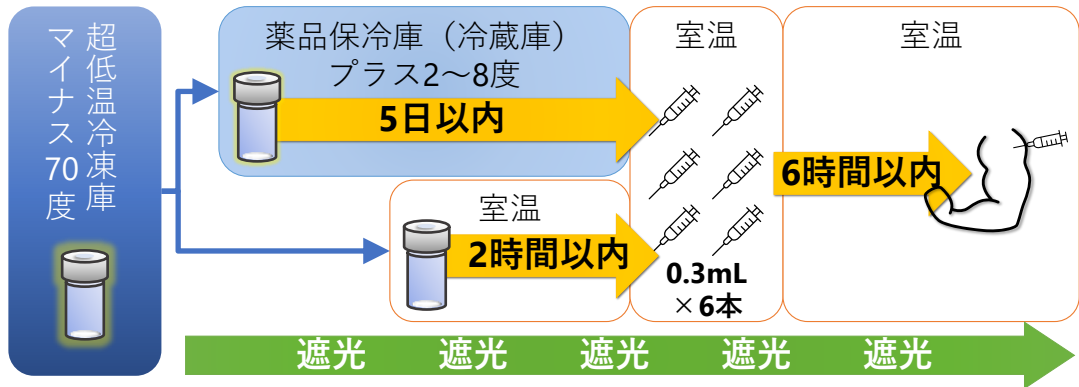 超低温冷凍庫
マイナス70度
薬品保冷庫（冷蔵庫）
プラス2～8度
5日以内
室温
2時間以内
室温
0.3mL
×6本
室温
6時間以内
遮光
遮光
遮光
遮光
遮光